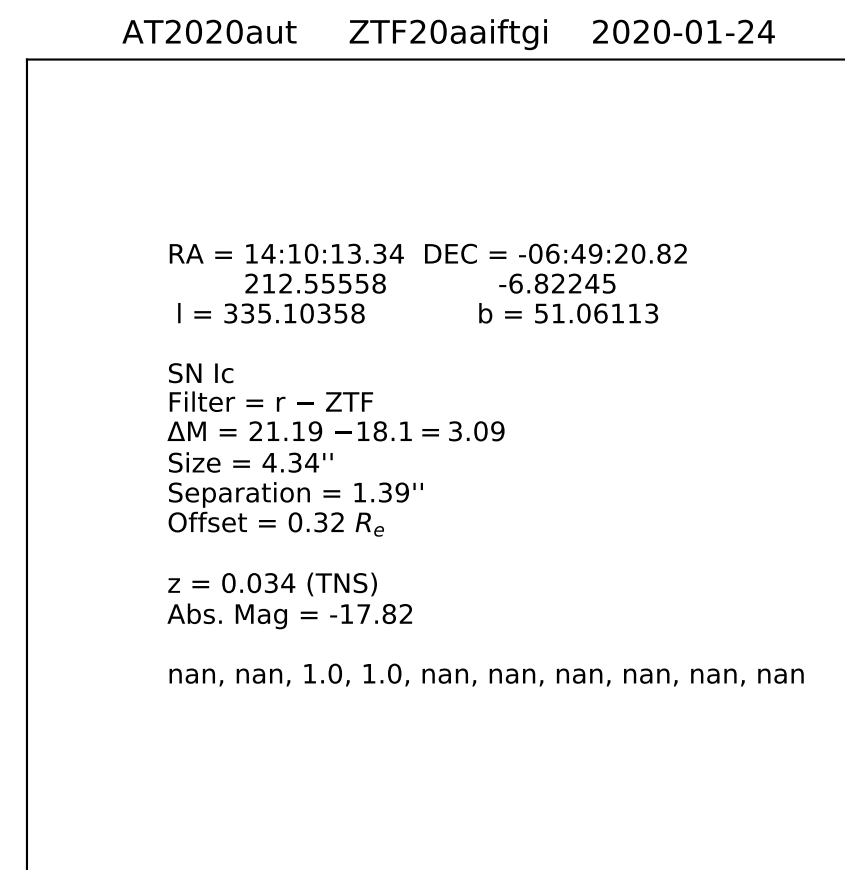 AT2020aut ZTF20aaiftgi 2020-01-24
RA = 14:10:13.34 DEC = -06:49:20.82
212.55558 -6.82245
l = 335.10358 b = 51.06113
SN Ic
Filter = r − ZTF
ΔM = 21.19 −18.1 = 3.09
Size = 4.34''
Separation = 1.39''
Offset = 0.32 Re
z = 0.034 (TNS)
Abs. Mag = -17.82
nan, nan, 1.0, 1.0, nan, nan, nan, nan, nan, nan